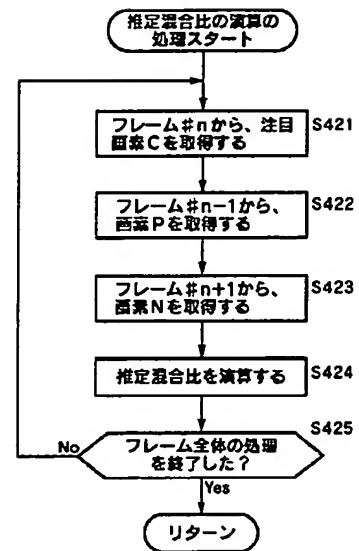 推定混合比の演算の
処理スタート
フレーム#nから、注目
画素Cを取得する
S421
フレーム#n-1から、
画素Pを取得する
S422
フレーム#n+1から、
画素Nを取得する
S423
推定混合比を演算する
S424
S425
フレーム全体の処理
を終了した?
No
Yes
リターン